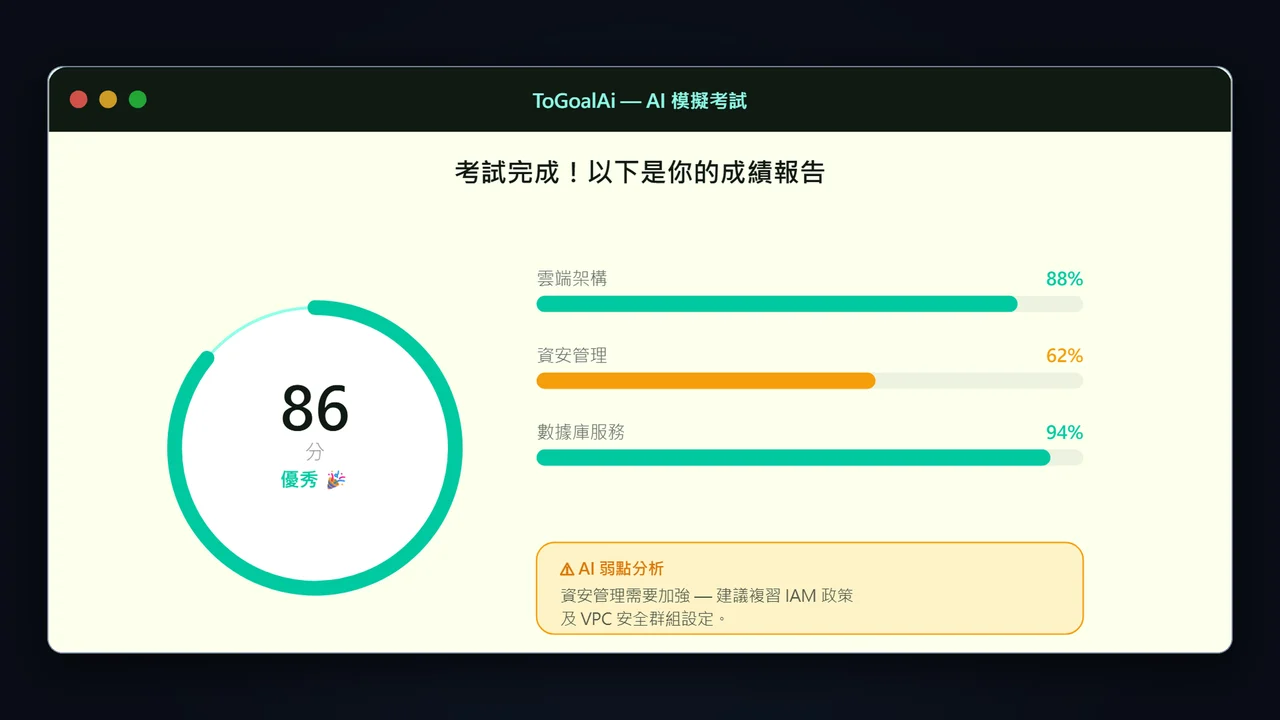 ToGoalAi — AI 模擬考試
考試完成！以下是你的成績報告
86
分
優秀 🎉
雲端架構 88%
資安管理 62%
數據庫服務 94%
⚠ AI 弱點分析
資安管理需要加強 — 建議複習 IAM 政策
及 VPC 安全群組設定。